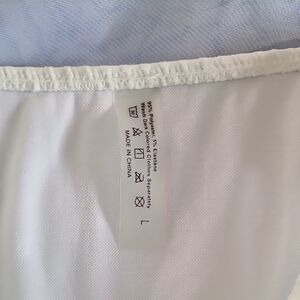 95% Polyester, 5% Elastane
Wash Dark Colored Clothes Separately
MADE IN CHINA
L